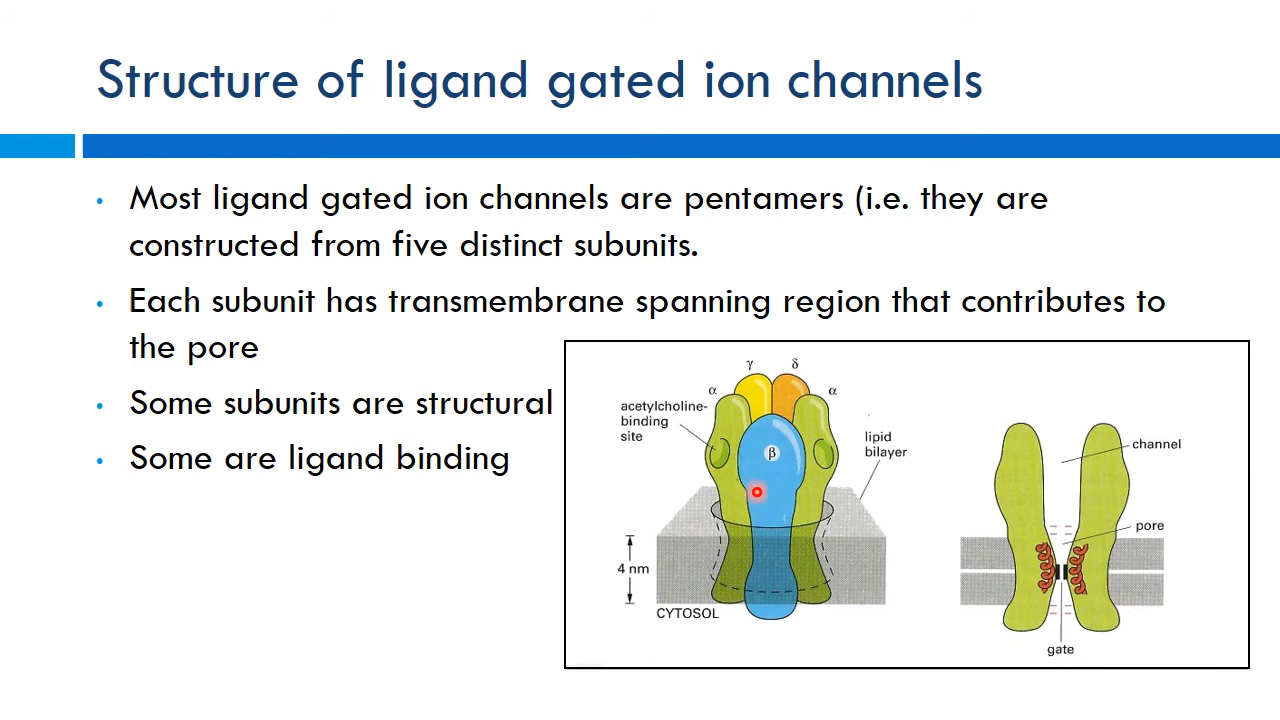 Structure of ligand gated ion channels
• Most ligand gated ion channels are pentamers (i.e. they are
constructed from five distinct subunits.
• Each subunit has transmembrane spanning region that contributes to
the pore
• Some subunits are structural
• Some are ligand binding
γ δ
α α
acetylcholine-
binding
site
β
lipid
bilayer
4 nm
CYTOSOL
channel
pore
gate